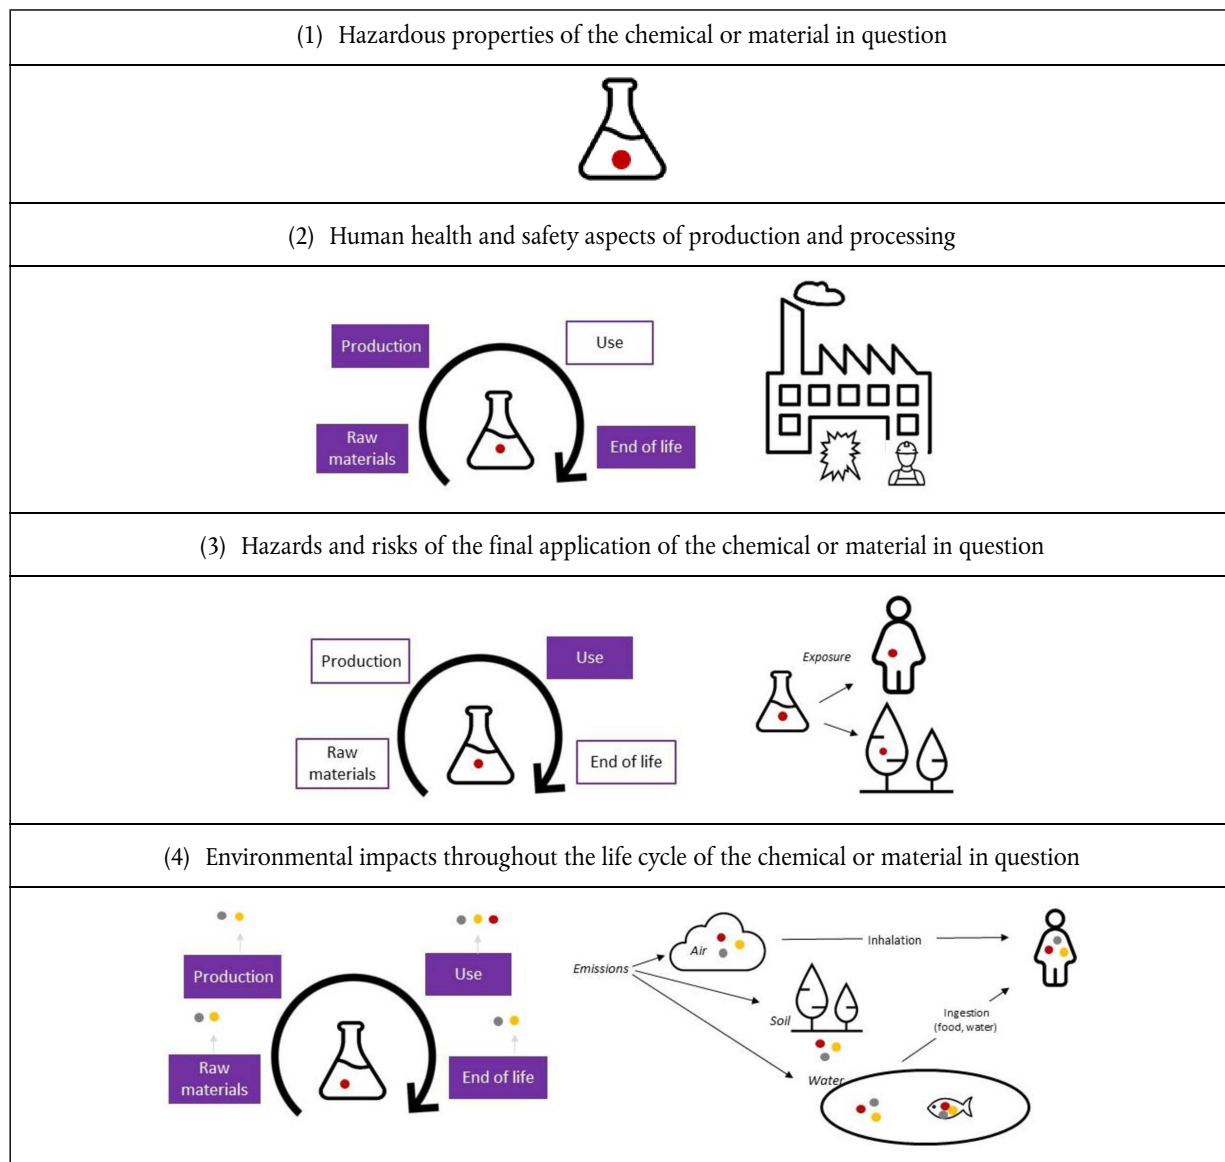 (1) Hazardous properties of the chemical or material in question
(2) Human health and safety aspects of production and processing
Production
Use
Raw
materials
End of life
(3) Hazards and risks of the final application of the chemical or material in question
Production
Use
Exposure
Raw
materials
End of life
(4) Environmental impacts throughout the life cycle of the chemical or material in question
Production
Use
Raw
materials
End of life
Emissions
Air
Inhalation
Soil
Ingestion
(food, water)
Water